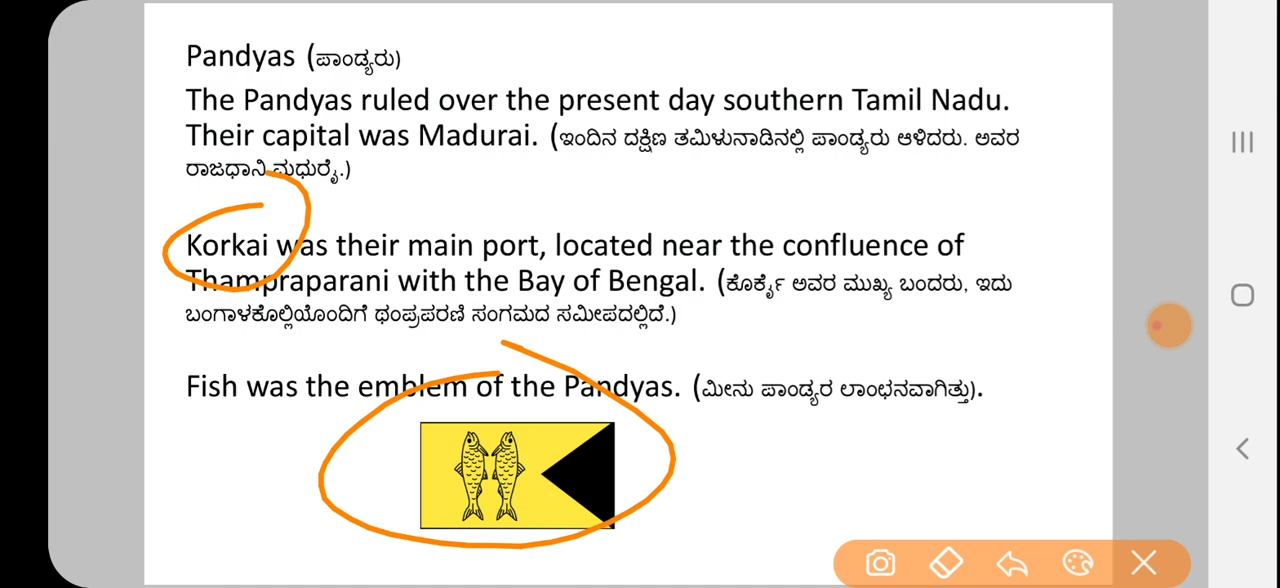 Pandyas (ಪಾಂಡ್ಯರು)
The Pandyas ruled over the present day southern Tamil Nadu.
Their capital was Madurai. (ಇಂದಿನ ದಕ್ಷಿಣ ತಮಿಳುನಾಡಿನಲ್ಲಿ ಪಾಂಡ್ಯರು ಆಳಿದರು. ಅವರ
ರಾಜಧಾನಿ ಮಧುರೈ.)
Korkai was their main port, located near the confluence of
Thampraparani with the Bay of Bengal. (ಕೊರ್ಕೈ ಅವರ ಮುಖ್ಯ ಬಂದರು, ಇದು
ಬಂಗಾಳಕೊಲ್ಲಿಯೊಂದಿಗೆ ಥಂಪ್ರಪರಣಿ ಸಂಗಮದ ಸಮೀಪದಲ್ಲಿದೆ.)
Fish was the emblem of the Pandyas. (ಮೀನು ಪಾಂಡ್ಯರ ಲಾಂಛನವಾಗಿತ್ತು).